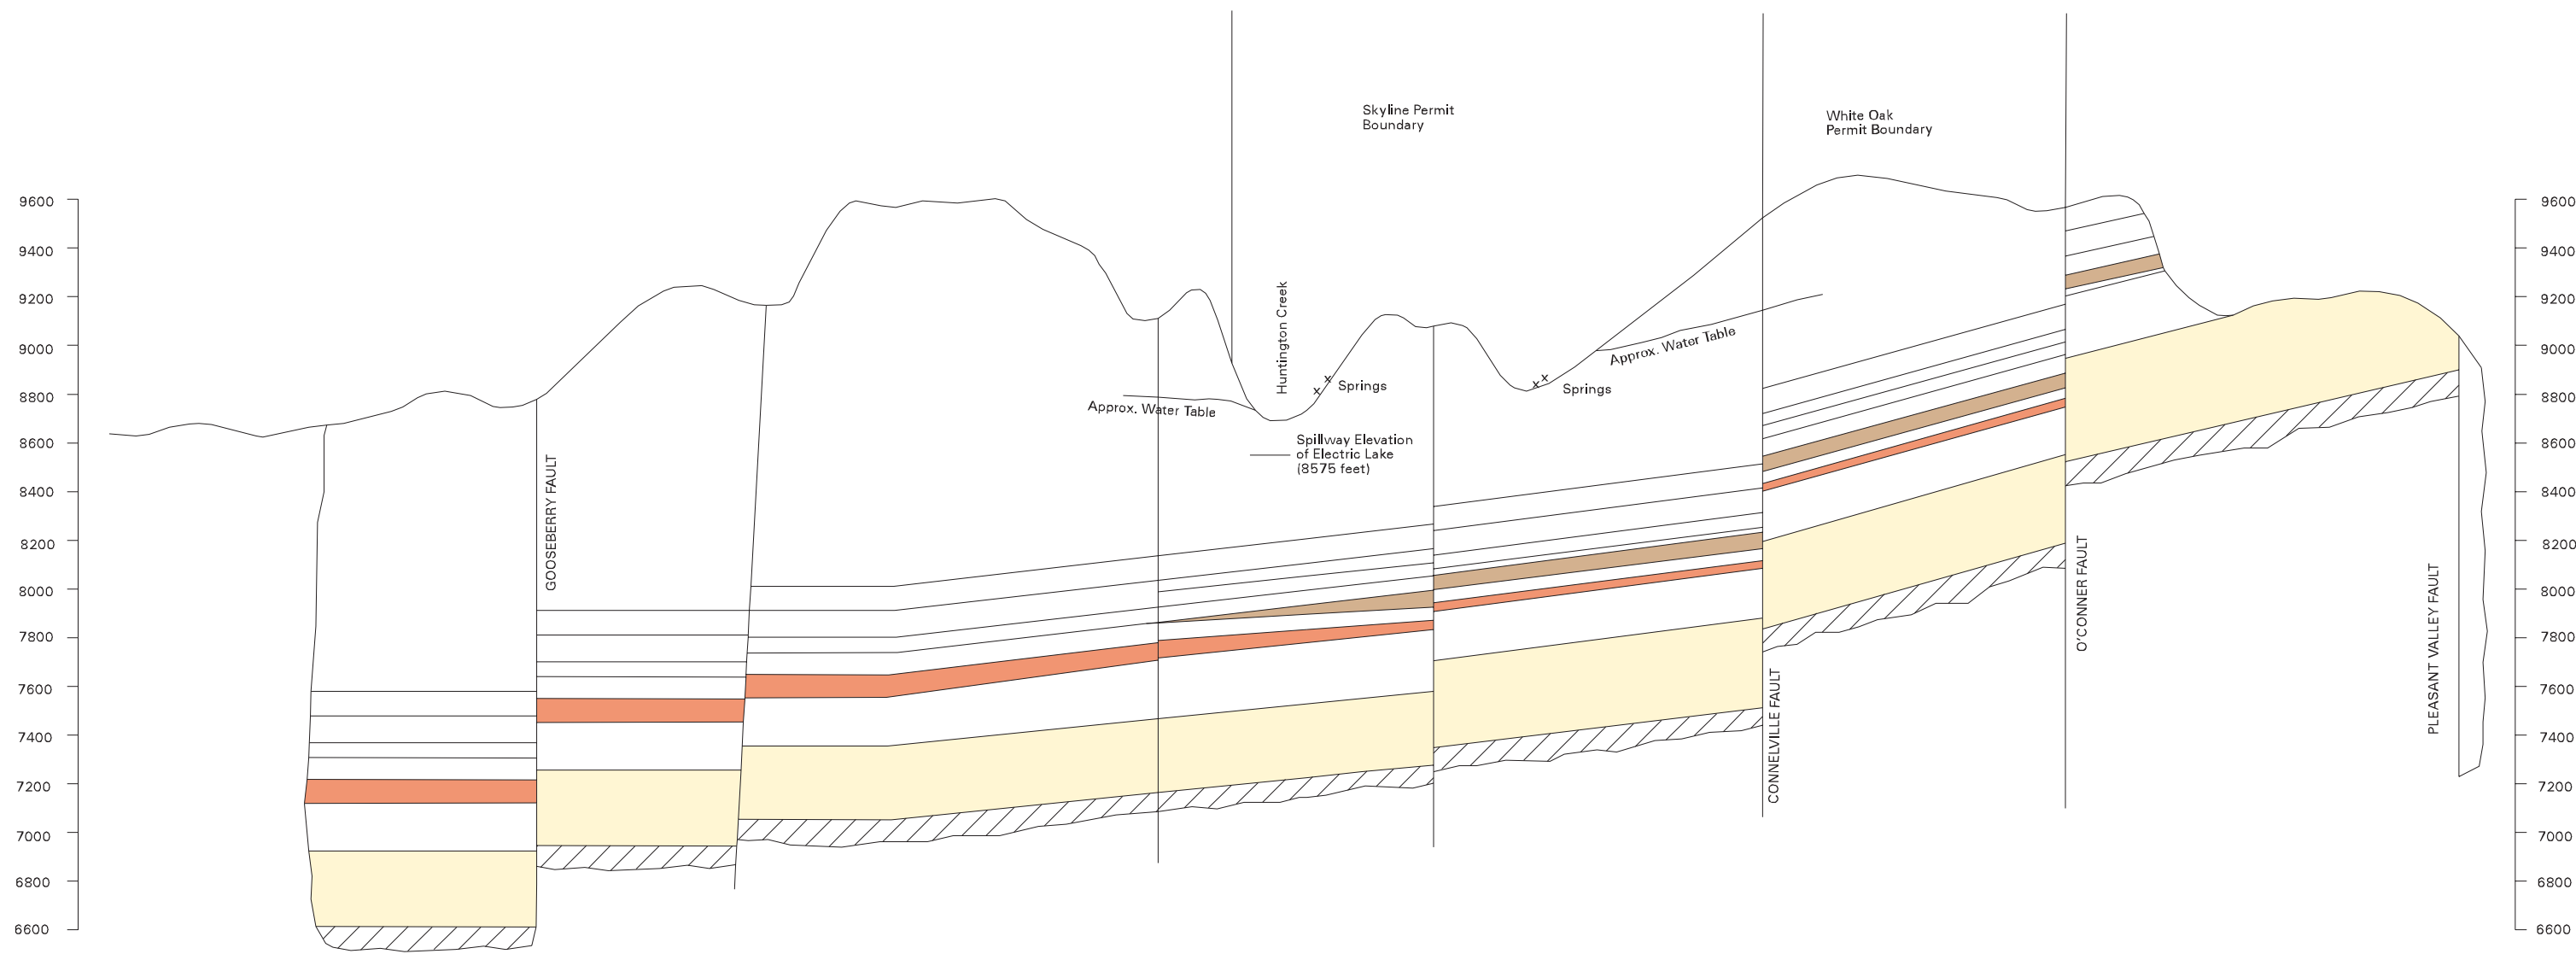 Skyline Permit
Boundary
White Oak
Permit Boundary
9600
9400
9200
9000
8800
8600
8400
8200
8000
7800
7600
7400
7200
7000
6800
6600
GOOSEBERRY FAULT
Approx. Water Table
Huntington Creek
Springs
Spillway Elevation
of Electric Lake
(8575 feet)
Springs
Approx. Water Table
CONNELVILLE FAULT
O'CONNER FAULT
PLEASANT VALLEY FAULT
9600
9400
9200
9000
8800
8600
8400
8200
8000
7800
7600
7400
7200
7000
6800
6600